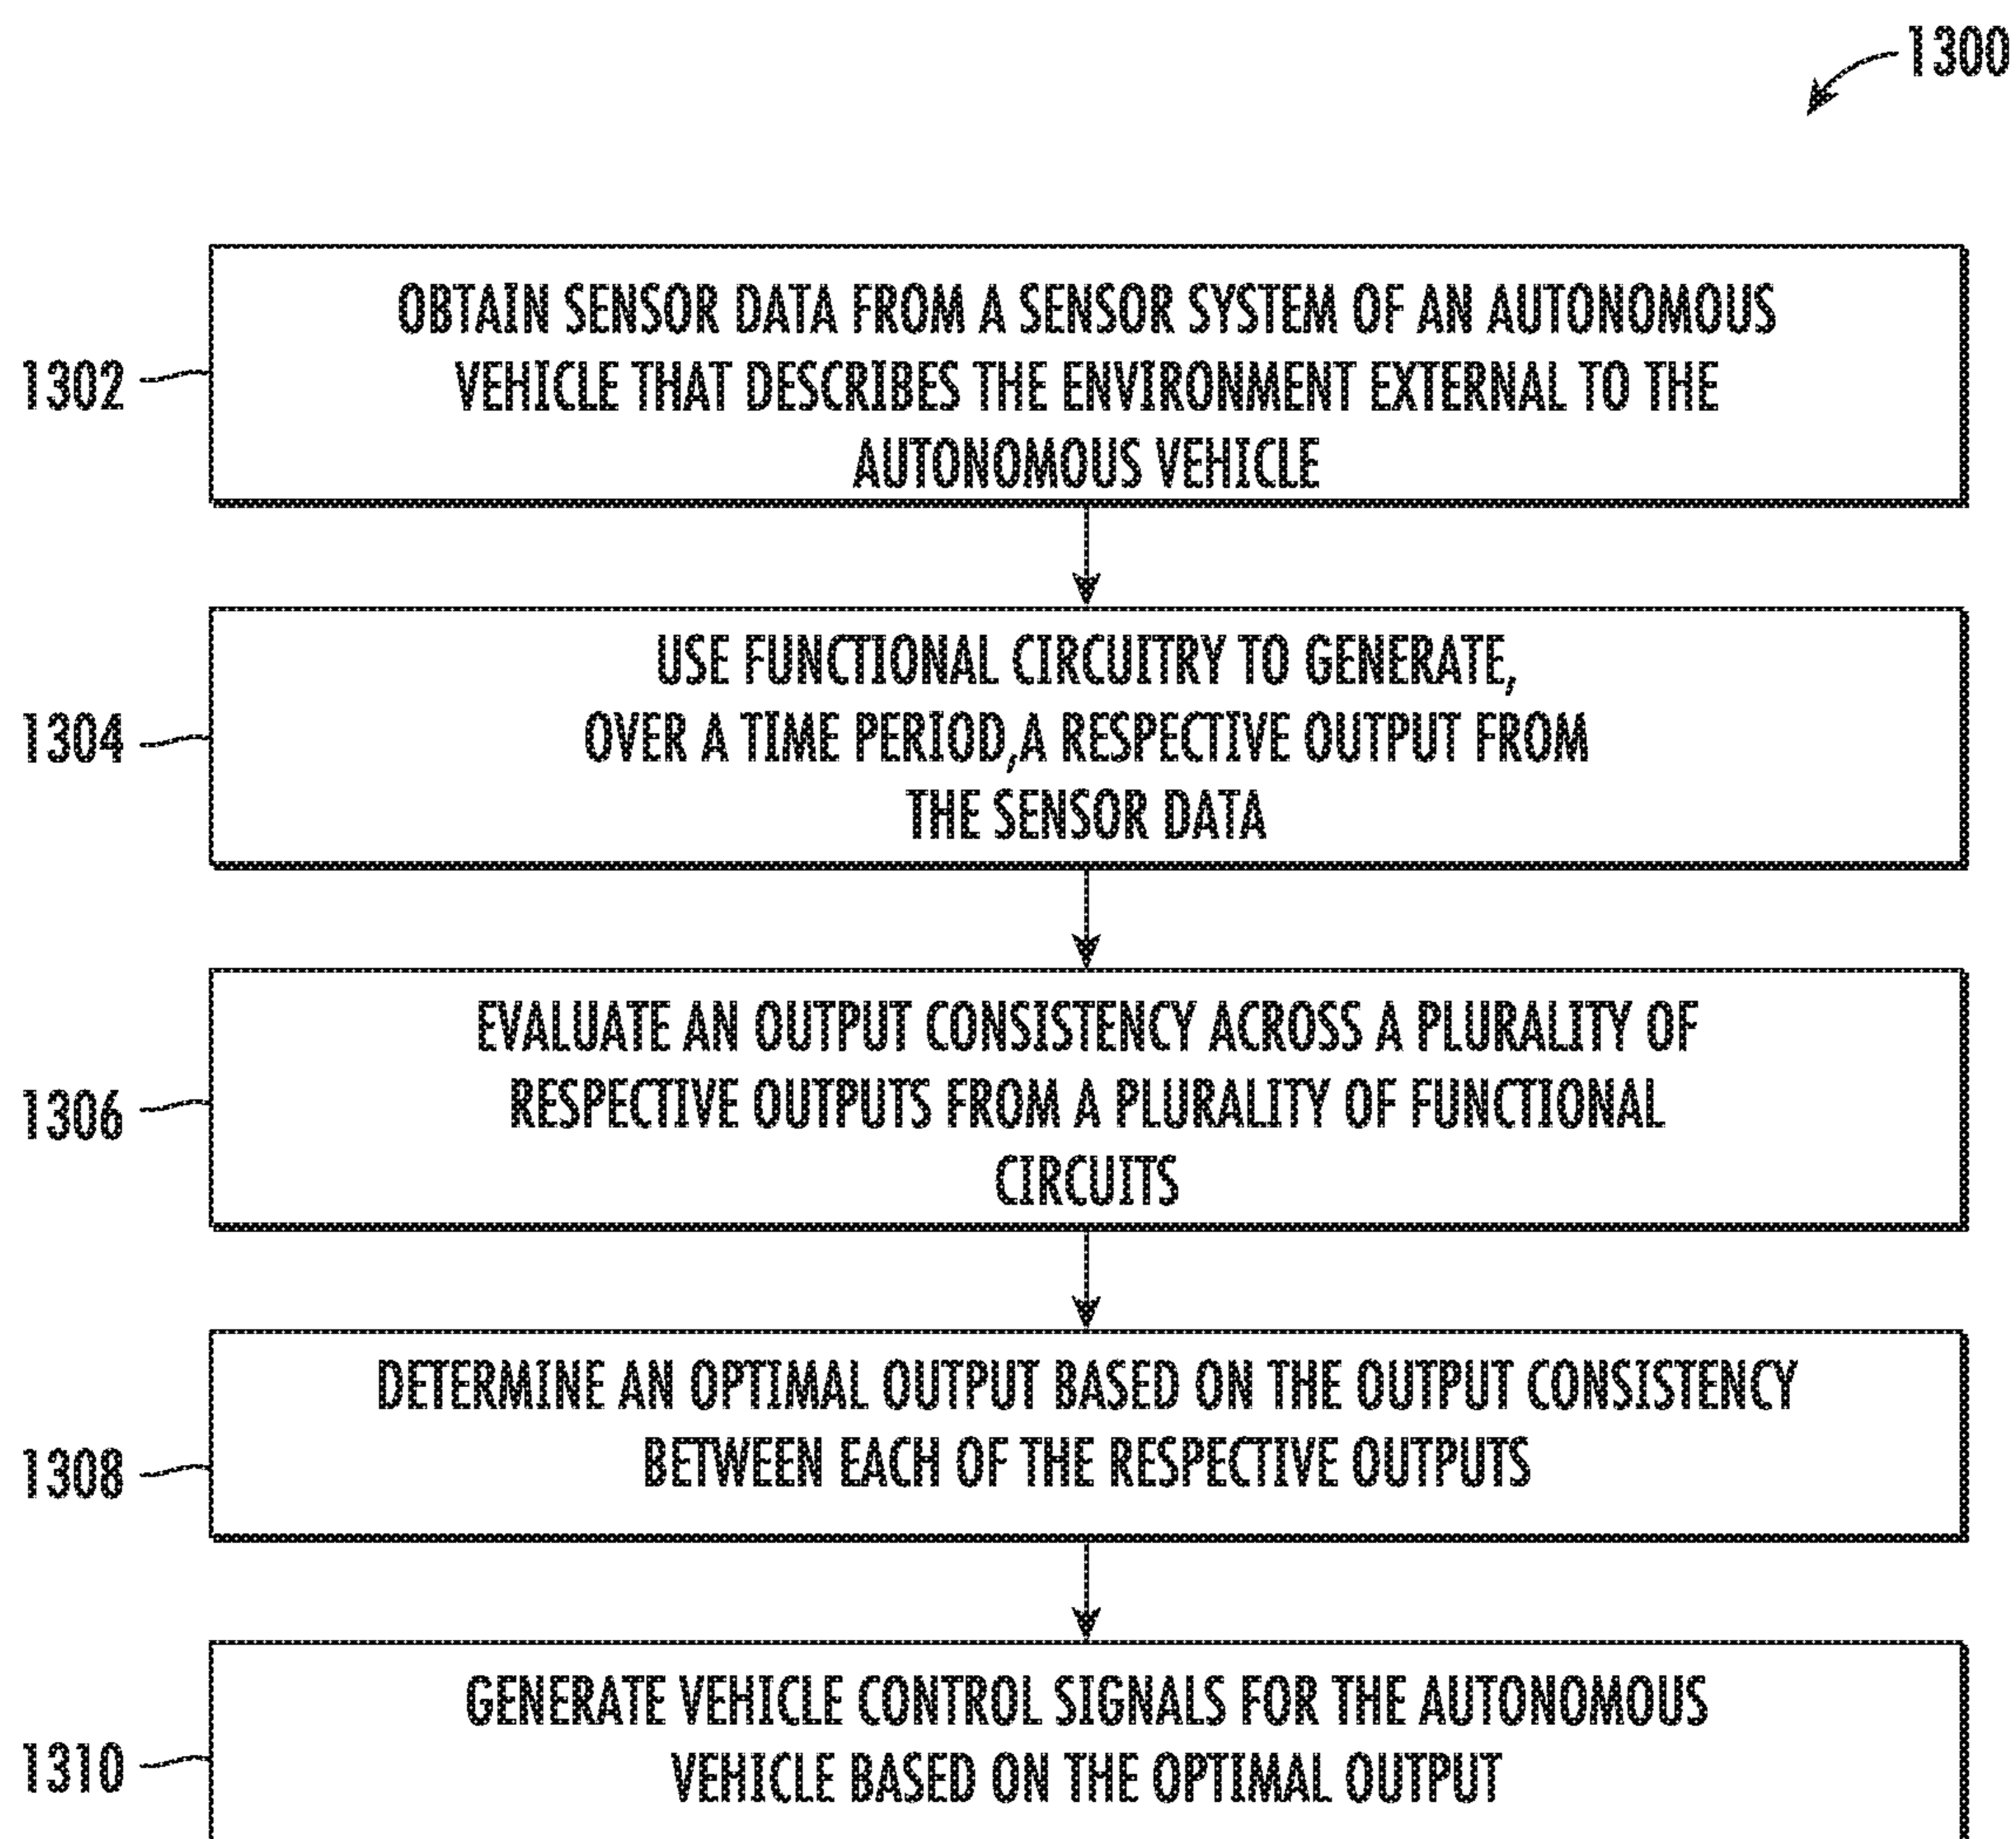 1300
OBTAIN SENSOR DATA FROM A SENSOR SYSTEM OF AN AUTONOMOUS
VEHICLE THAT DESCRIBES THE ENVIRONMENT EXTERNAL TO THE
AUTONOMOUS VEHICLE
1302
USE FUNCTIONAL CIRCUITRY TO GENERATE,
OVER A TIME PERIOD,A RESPECTIVE OUTPUT FROM
THE SENSOR DATA
1304
EVALUATE AN OUTPUT CONSISTENCY ACROSS A PLURALITY OF
RESPECTIVE OUTPUTS FROM A PLURALITY OF FUNCTIONAL
CIRCUITS
1306
DETERMINE AN OPTIMAL OUTPUT BASED ON THE OUTPUT CONSISTENCY
BETWEEN EACH OF THE RESPECTIVE OUTPUTS
1308
GENERATE VEHICLE CONTROL SIGNALS FOR THE AUTONOMOUS
VEHICLE BASED ON THE OPTIMAL OUTPUT
1310